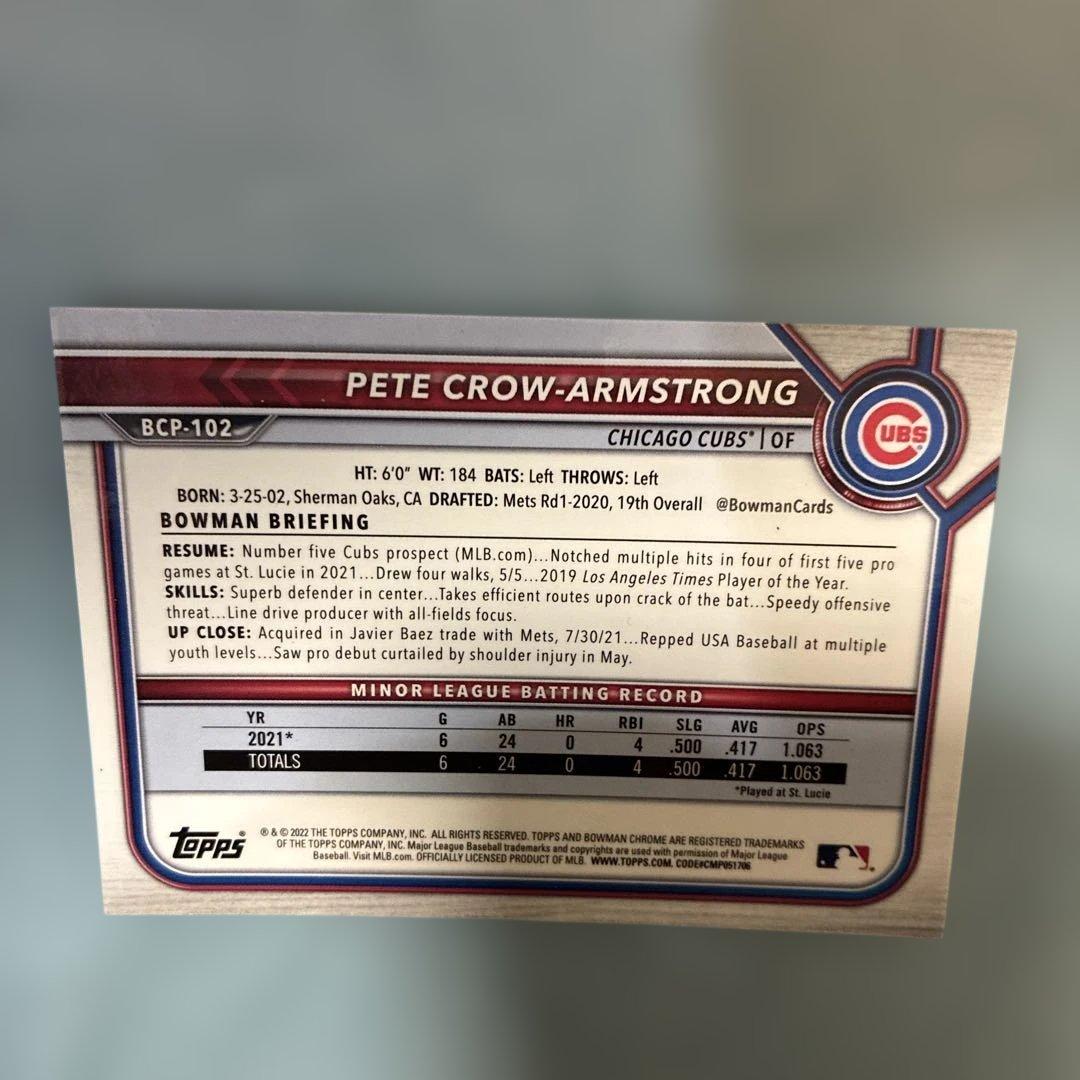 PETE CROW-ARMSTRONG
BCP-102
CHICAGO CUBS® | OF
CUBS
HT: 6'0" WT: 184 BATS: Left THROWS: Left
BORN: 3-25-02, Sherman Oaks, CA DRAFTED: Mets Rd1-2020, 19th Overall @BowmanCards
BOWMAN BRIEFING
RESUME: Number five Cubs prospect (MLB.com)...Notched multiple hits in four of first five pro
games at St. Lucie in 2021...Drew four walks, 5/5...2019 Los Angeles Times Player of the Year.
SKILLS: Superb defender in center...Takes efficient routes upon crack of the bat...Speedy offensive
threat...Line drive producer with all-fields focus.
UP CLOSE: Acquired in Javier Baez trade with Mets, 7/30/21...Repped USA Baseball at multiple
youth levels...Saw pro debut curtailed by shoulder injury in May.
MINOR LEAGUE BATTING RECORD
YR G AB HR RBI SLG AVG OPS
2021* 6 24 0 4 .500 .417 1.063
TOTALS 6 24 0 4 .500 .417 1.063
*Played at St. Lucie
TOPPS®
® & © 2022 THE TOPPS COMPANY, INC. ALL RIGHTS RESERVED. TOPPS AND BOWMAN CHROME ARE REGISTERED TRADEMARKS
OF THE TOPPS COMPANY, INC. Major League Baseball trademarks and copyrights are used with permission of Major League
Baseball. Visit MLB.com. OFFICIALLY LICENSED PRODUCT OF MLB. WWW.TOPPS.COM. CODE#CMP051706